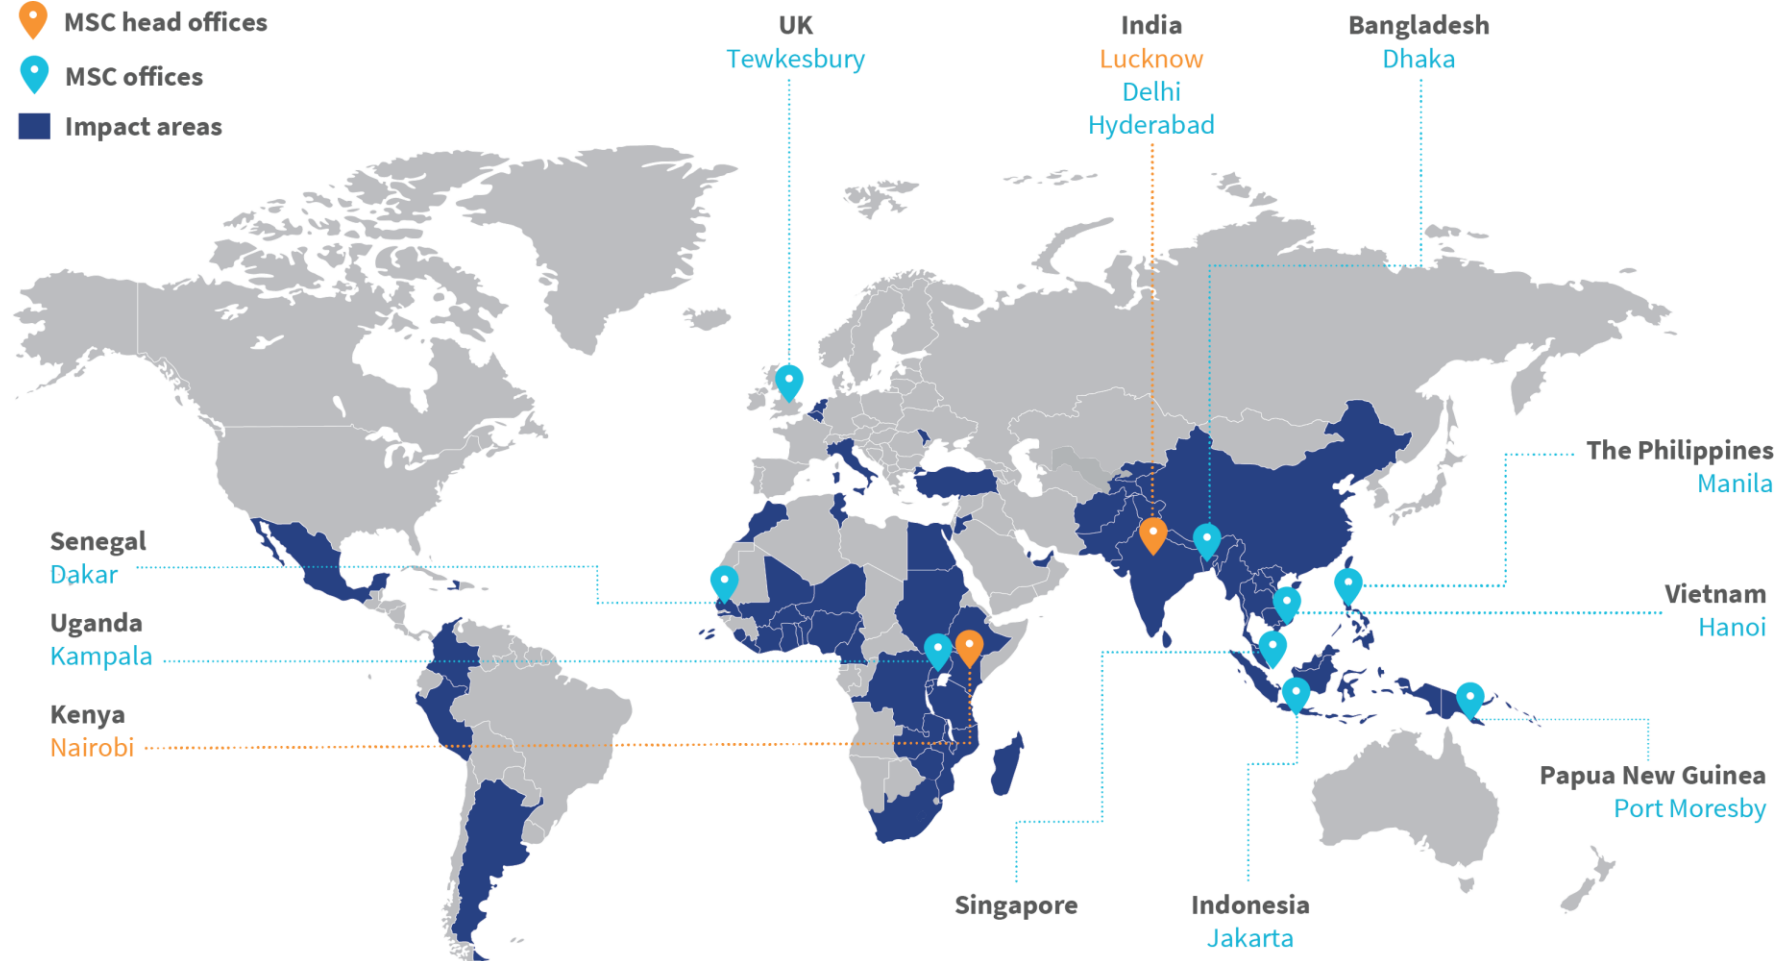 MSC head offices
MSC offices
Impact areas
UK
Tewkesbury
India
Lucknow
Delhi
Hyderabad
Bangladesh
Dhaka
The Philippines
Manila
Senegal
Dakar
Vietnam
Hanoi
Uganda
Kampala
Kenya
Nairobi
Papua New Guinea
Port Moresby
Singapore
Indonesia
Jakarta